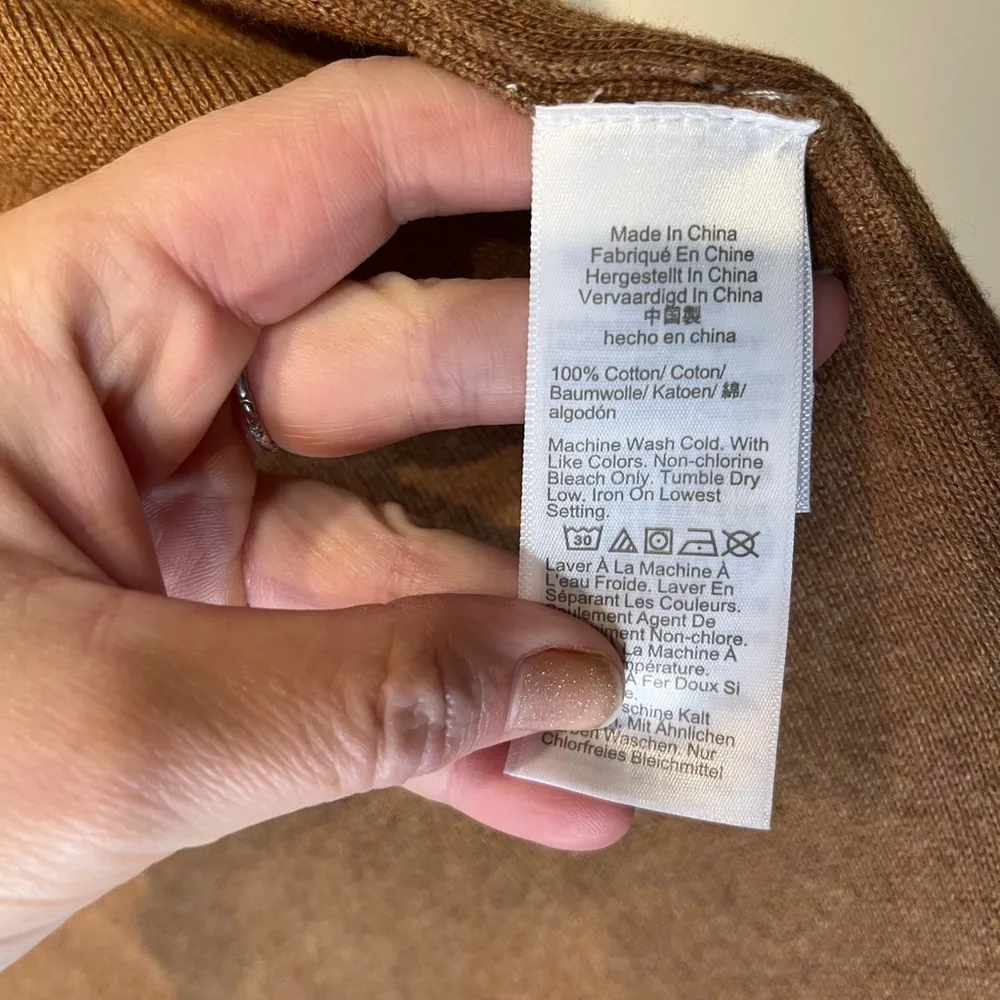 Made In China
Fabriqué En Chine
Hergestellt In China
Vervaardigd In China
中国製
hecho en china
100% Cotton/ Coton/
Baumwolle/ Katoen/ 綿/
algodón
Machine Wash Cold. With
Like Colors. Non-chlorine
Bleach Only. Tumble Dry
Low. Iron On Lowest
Setting.
30
Laver À La Machine À
L'eau Froide. Laver En
Séparant Les Couleurs.
Seulement Agent De
Non-chlore.
La Machine À
À Fer Doux Si
Kalt
Mit Ähnlichen
Waschen. Nur
Chlorfreies Bleichmittel